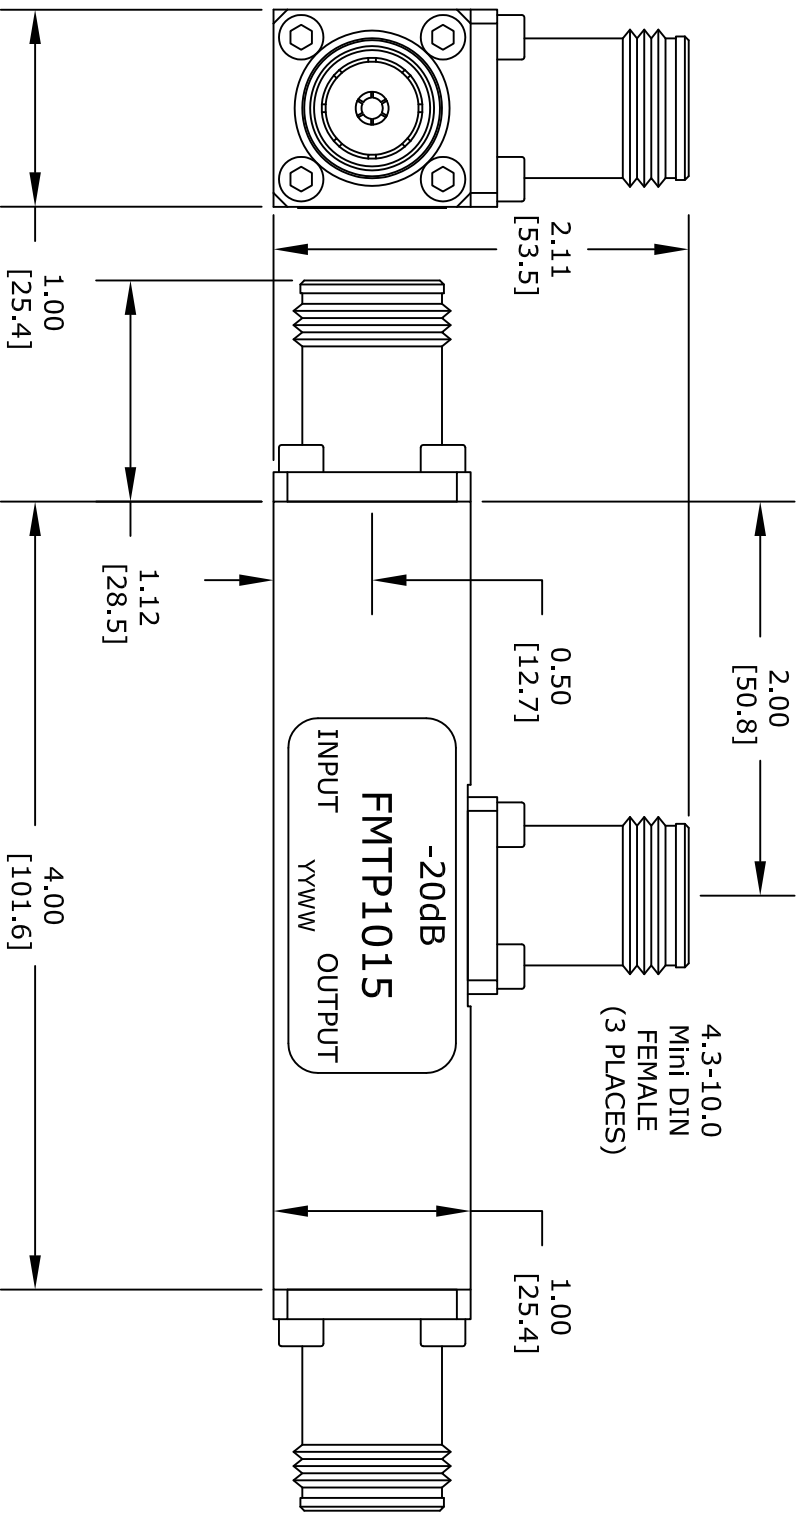 2.00
[50.8]
4.3-10.0
Mini DIN
FEMALE
(3 PLACES)
2.11
[53.5]
0.50
[12.7]
1.00
[25.4]
-20dB
FMTP1015
INPUT
OUTPUT
YYWW
1.12
[28.5]
1.00
[25.4]
4.00
[101.6]